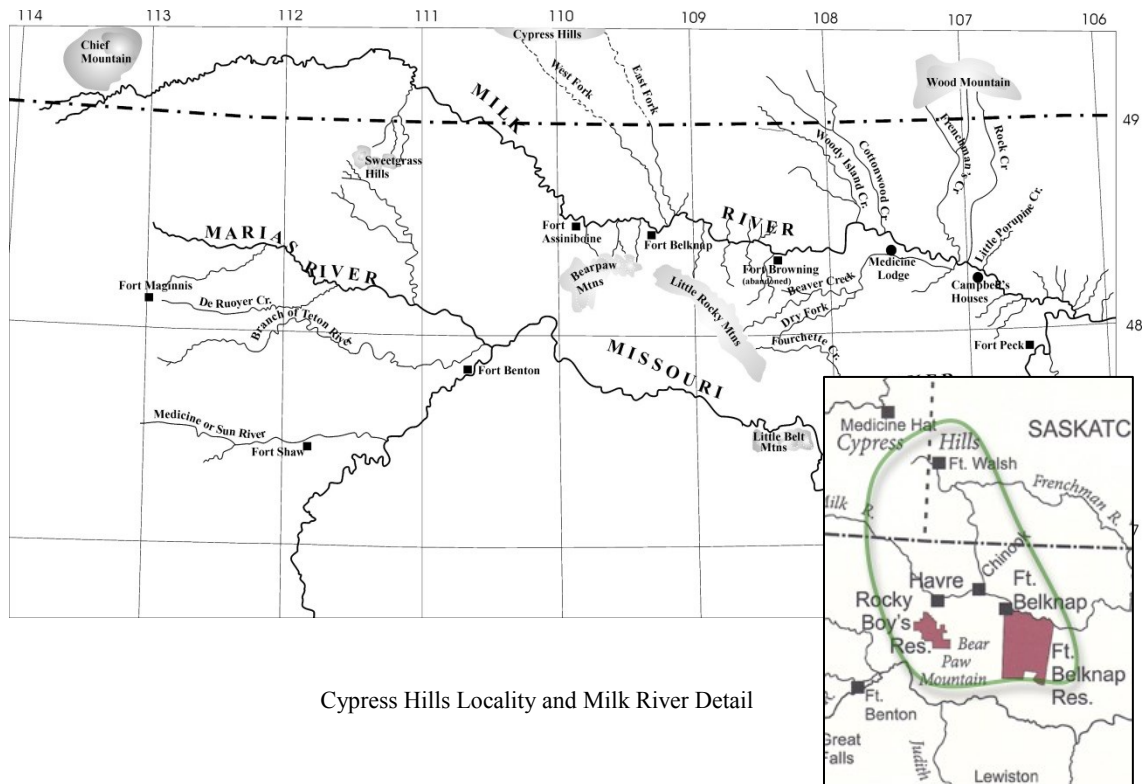 114
113
112
111
110
109
108
107
106
Chief
Mountain
Cypress Hills
West Fork
East Fork
Wood Mountain
MILK
49
Sweetgrass
Hills
Woody Island Cr.
Cottonwood Cr.
Frenchman's Cr
Rock Cr
Little Porupine Cr.
Fort
Assiniboine
RIVER
Fort Belknap
MARIAS
RIVER
Fort Browning
(abandoned)
Medicine
Lodge
Campbell's
Houses
Bearpaw
Mtns
Beaver Creek
Fort Maginnis
De Ruoyer Cr.
Little Rocky Mtns
Dry Fork
Branch of Teton River
Fourchette Cr.
48
Fort Peck
MISSOURI
Fort Benton
Medicine or Sun River
Fort Shaw
Little Belt
Mtns
Medicine Hat
Cypress
Hills
SASKATC
Ft. Walsh
Frenchman R.
Milk R.
7
Chinook
Havre
Ft.
Belknap
Rocky
Boy's
Res.
Bear
Paw
Mountain
Ft.
Belknap
Res.
Ft.
Benton
Great
Falls
Judith
Lewiston
Cypress Hills Locality and Milk River Detail